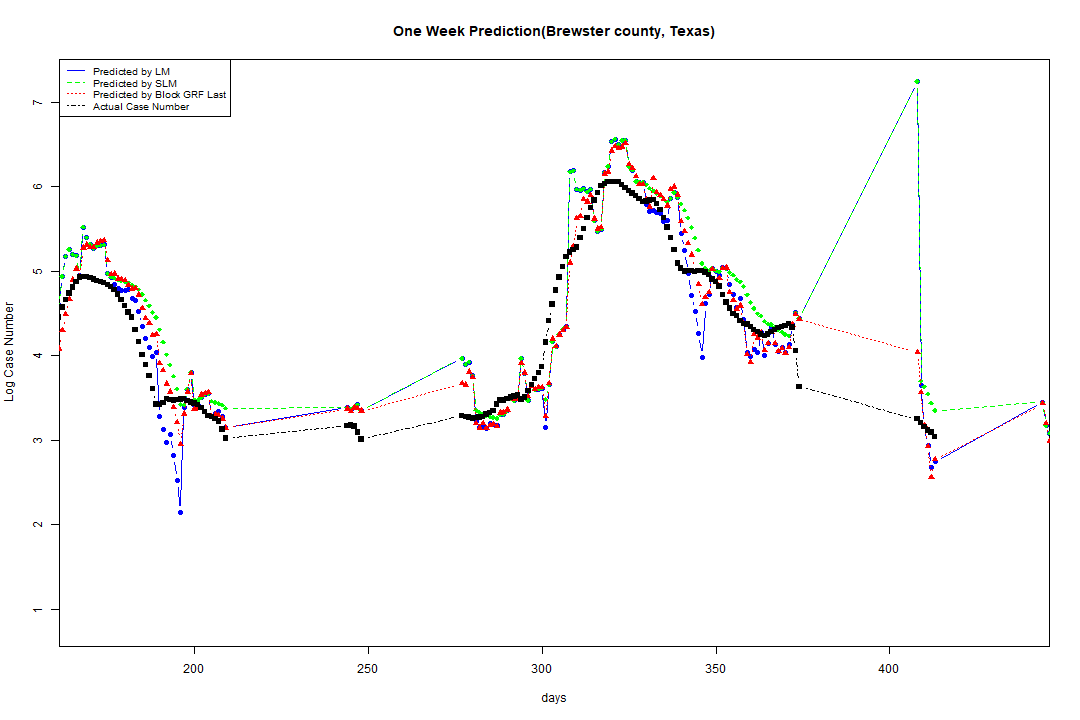 One Week Prediction(Brewster county, Texas)
Predicted by LM
Predicted by SLM
Predicted by Block GRF Last
Actual Case Number
7
6
5
4
3
2
1
Log Case Number
200 250 300 350 400
days